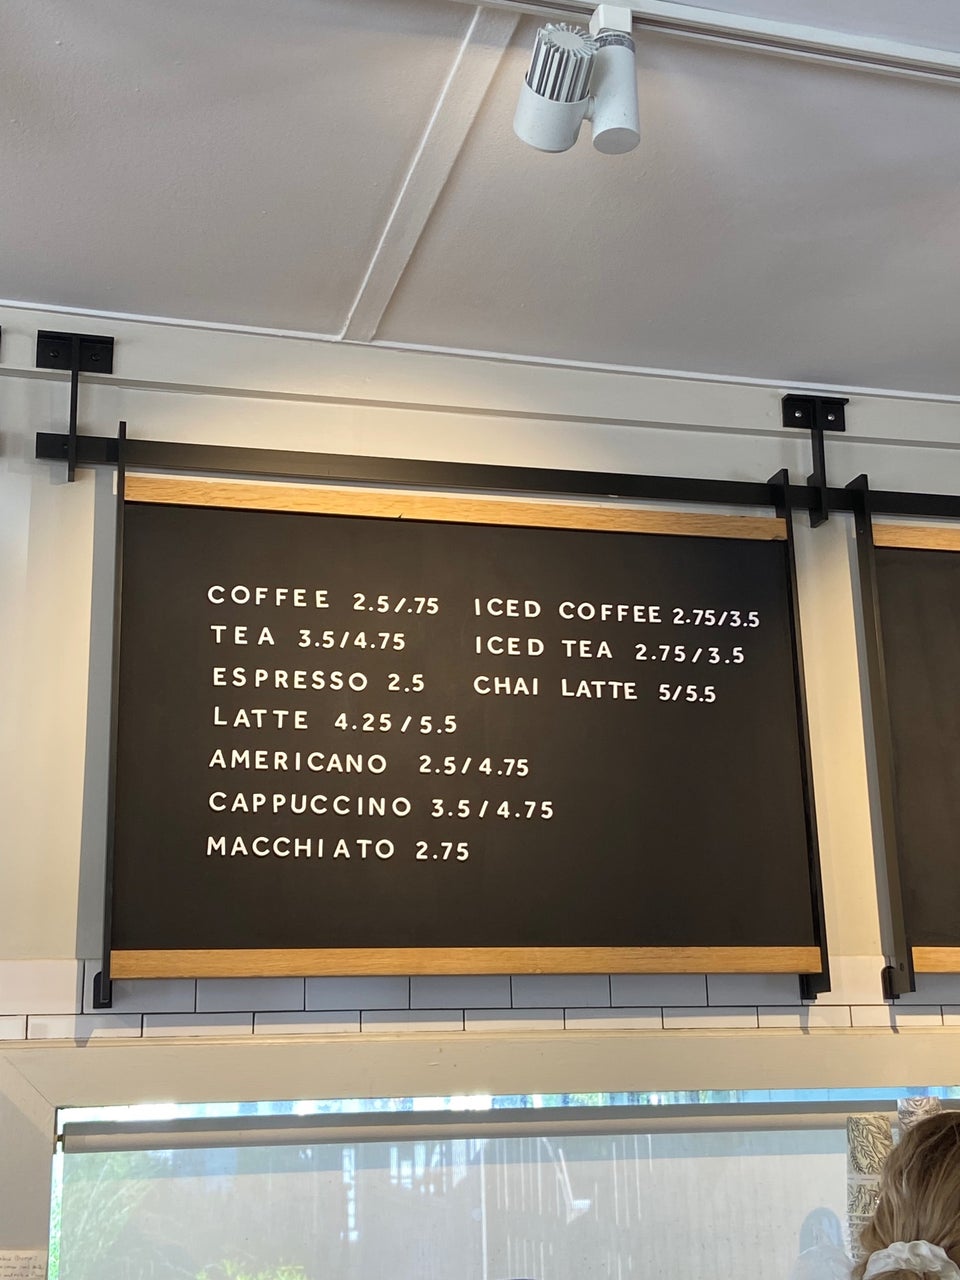 COFFEE 2.5/.75
TEA 3.5/4.75
ESPRESSO 2.5
LATTE 4.25/5.5
AMERICANO 2.5/4.75
CAPPUCCINO 3.5/4.75
MACCHIATO 2.75
ICED COFFEE 2.75/3.5
ICED TEA 2.75/3.5
CHAI LATTE 5/5.5